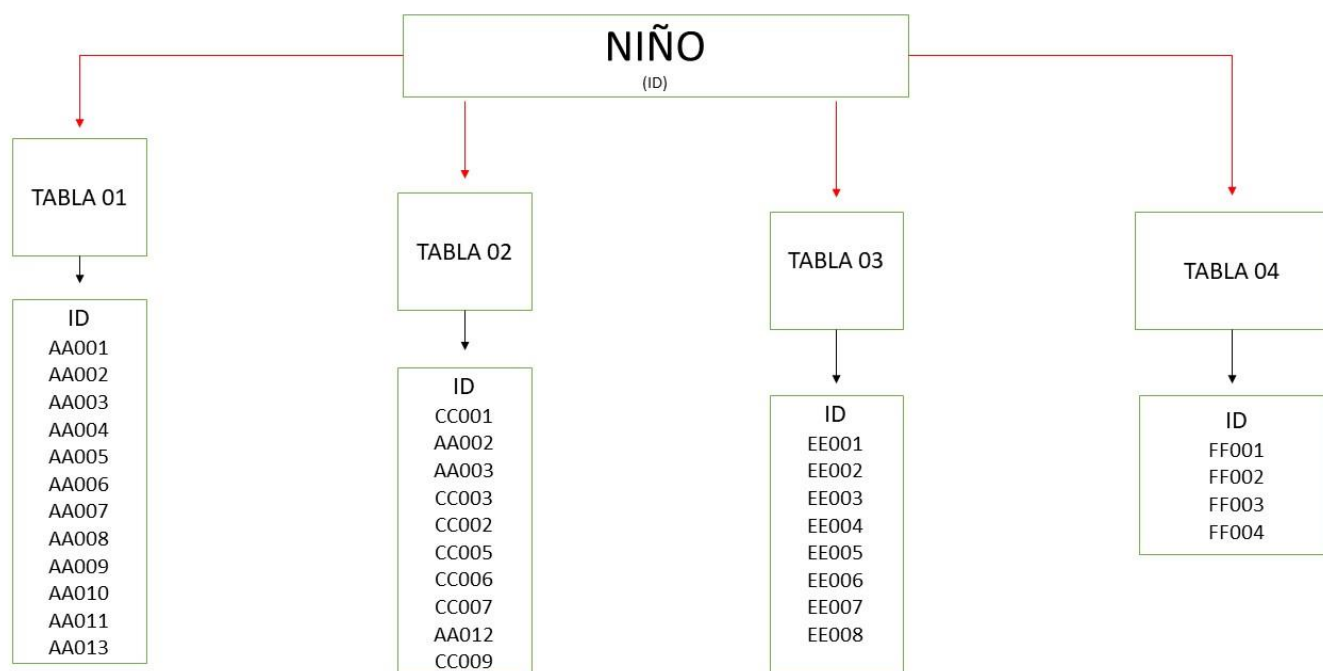 NIÑO
(ID)
TABLA 01
ID
AA001
AA002
AA003
AA004
AA005
AA006
AA007
AA008
AA009
AA010
AA011
AA013
TABLA 02
ID
CC001
AA002
AA003
CC003
CC002
CC005
CC006
CC007
AA012
CC009
TABLA 03
ID
EE001
EE002
EE003
EE004
EE005
EE006
EE007
EE008
TABLA 04
ID
FF001
FF002
FF003
FF004